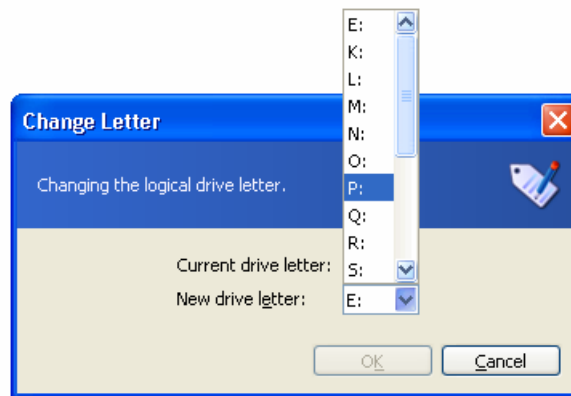 E:
K:
L:
M:
N:
O:
P:
Q:
R:
S:
Change Letter
Changing the logical drive letter.
Current drive letter:
New drive letter: E:
OK Cancel